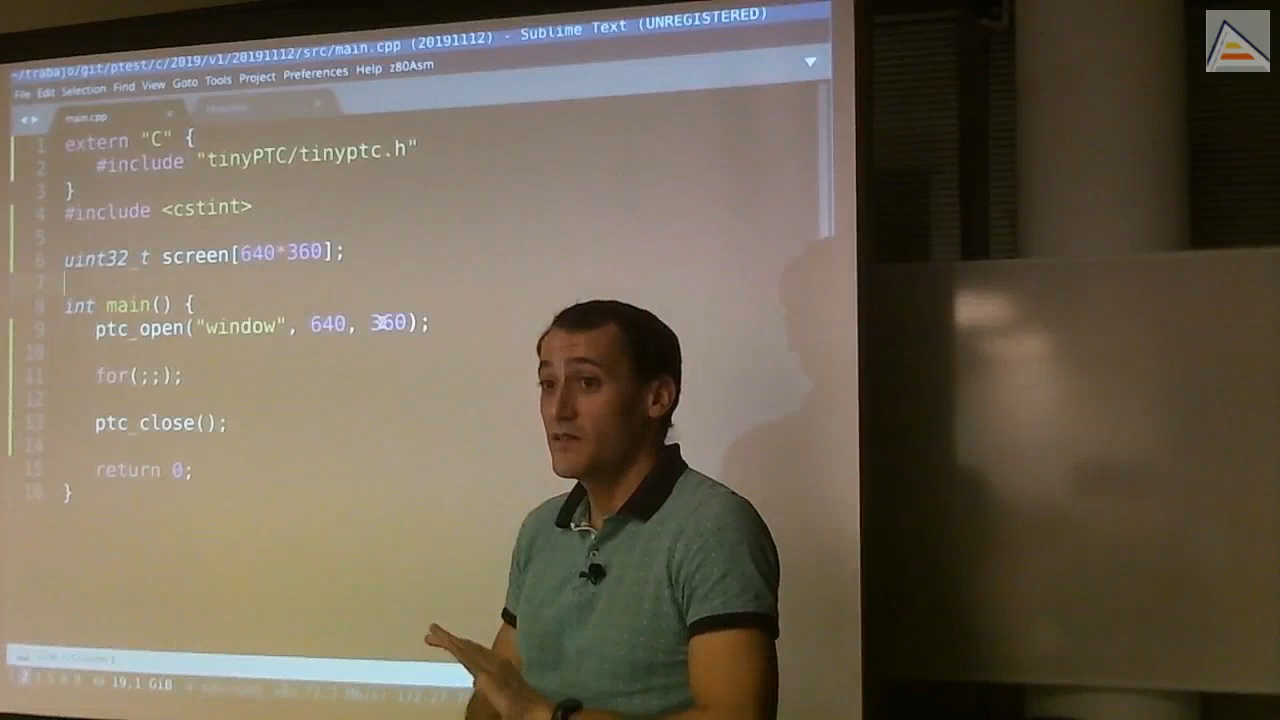 ~/trabajo/git/ptest/c/2019/v1/20191112/src/main.cpp (20191112) - Sublime Text (UNREGISTERED)
File Edit Selection Find View Goto Tools Project Preferences Help z80Asm
main.cpp
1 extern "C" {
2 #include "tinyPTC/tinyptc.h"
3 }
4 #include <cstint>
5
6 uint32_t screen[640*360];
7
8 int main() {
9 ptc_open("window", 640, 360);
10
11 for(;;);
12
13 ptc_close();
14
15 return 0;
16 }
19,1 GiB